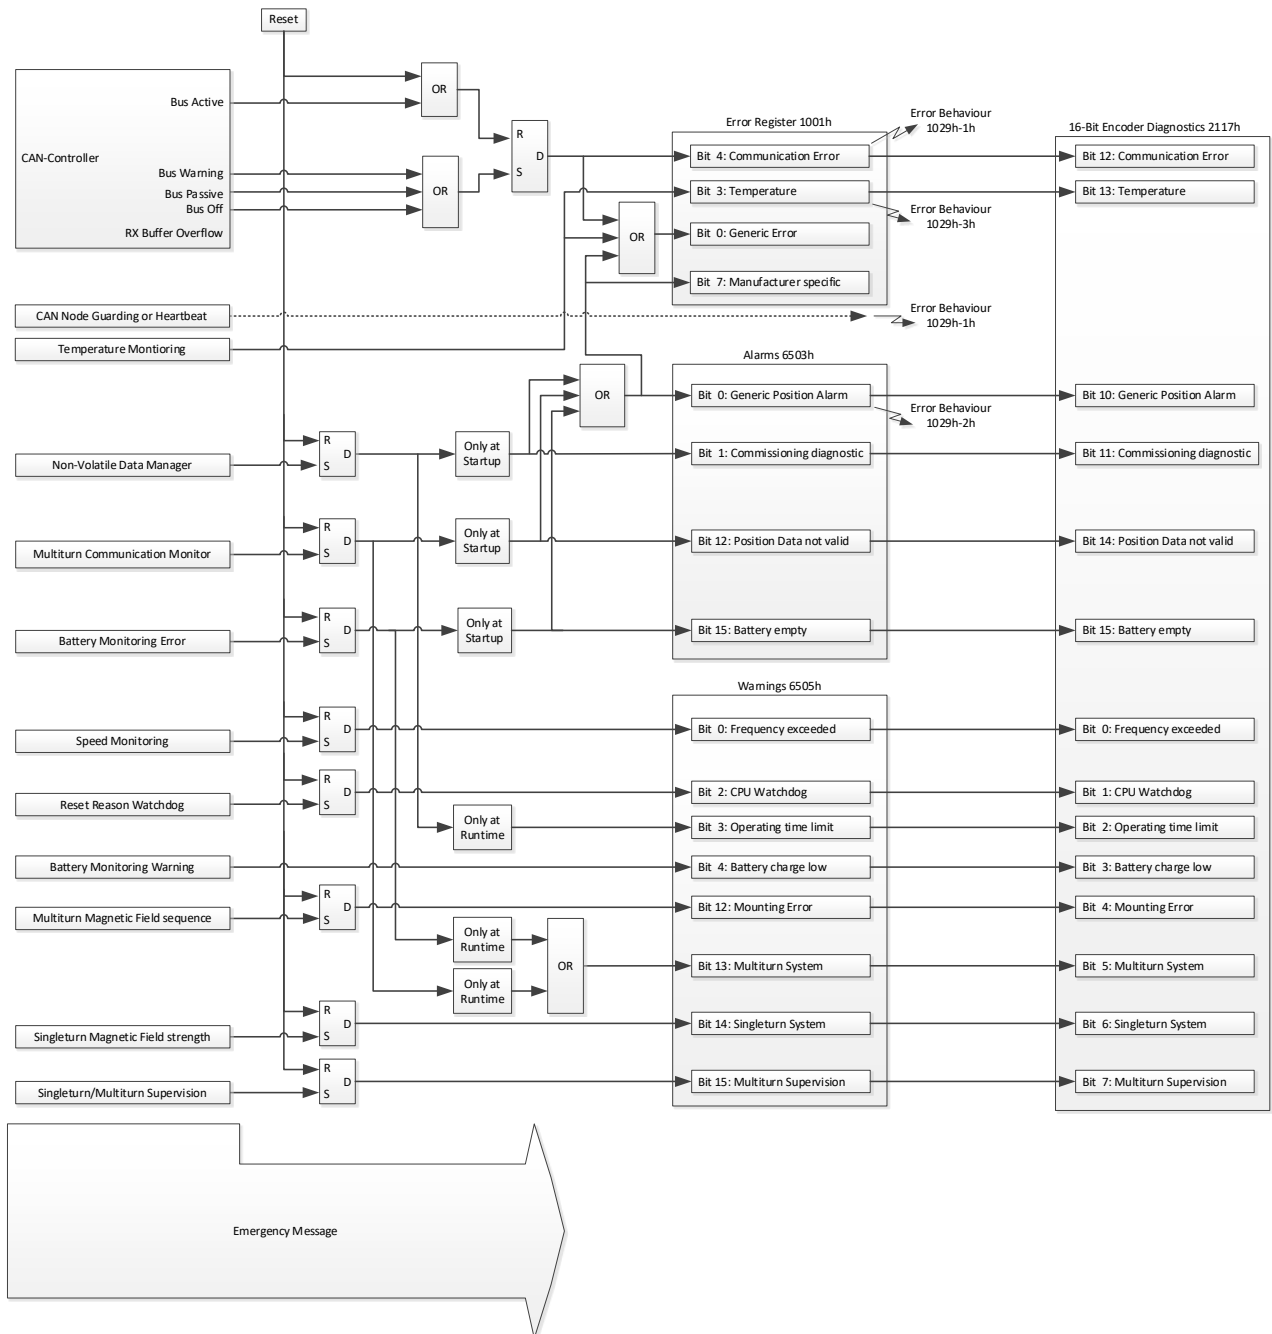 Reset
OR
Bus Active
Error Behaviour
1029h-1h
Error Register 1001h
16-Bit Encoder Diagnostics 2117h
R
D
S
CAN-Controller
Bit 4: Communication Error
Bit 12: Communication Error
Bus Warning
Bus Passive
Bus Off
OR
Bit 3: Temperature
Bit 13: Temperature
Error Behaviour
1029h-3h
RX Buffer Overflow
OR
Bit 0: Generic Error
Bit 7: Manufacturer specific
CAN Node Guarding or Heartbeat
Error Behaviour
1029h-1h
Temperature Montioring
Alarms 6503h
OR
Bit 0: Generic Position Alarm
Bit 10: Generic Position Alarm
Error Behaviour
1029h-2h
Non-Volatile Data Manager
R
D
S
Only at
Startup
Bit 1: Commissioning diagnostic
Bit 11: Commissioning diagnostic
Multiturn Communication Monitor
R
D
S
Only at
Startup
Bit 12: Position Data not valid
Bit 14: Position Data not valid
Battery Monitoring Error
R
D
S
Only at
Startup
Bit 15: Battery empty
Bit 15: Battery empty
Warnings 6505h
Speed Monitoring
R
D
S
Bit 0: Frequency exceeded
Bit 0: Frequency exceeded
Reset Reason Watchdog
R
D
S
Bit 2: CPU Watchdog
Bit 1: CPU Watchdog
Only at
Runtime
Bit 3: Operating time limit
Bit 2: Operating time limit
Battery Monitoring Warning
Bit 4: Battery charge low
Bit 3: Battery charge low
Multiturn Magnetic Field sequence
R
D
S
Bit 12: Mounting Error
Bit 4: Mounting Error
Only at
Runtime
OR
Bit 13: Multiturn System
Bit 5: Multiturn System
Only at
Runtime
Singleturn Magnetic Field strength
R
D
S
Bit 14: Singleturn System
Bit 6: Singleturn System
Singleturn/Multiturn Supervision
R
D
S
Bit 15: Multiturn Supervision
Bit 7: Multiturn Supervision
Emergency Message